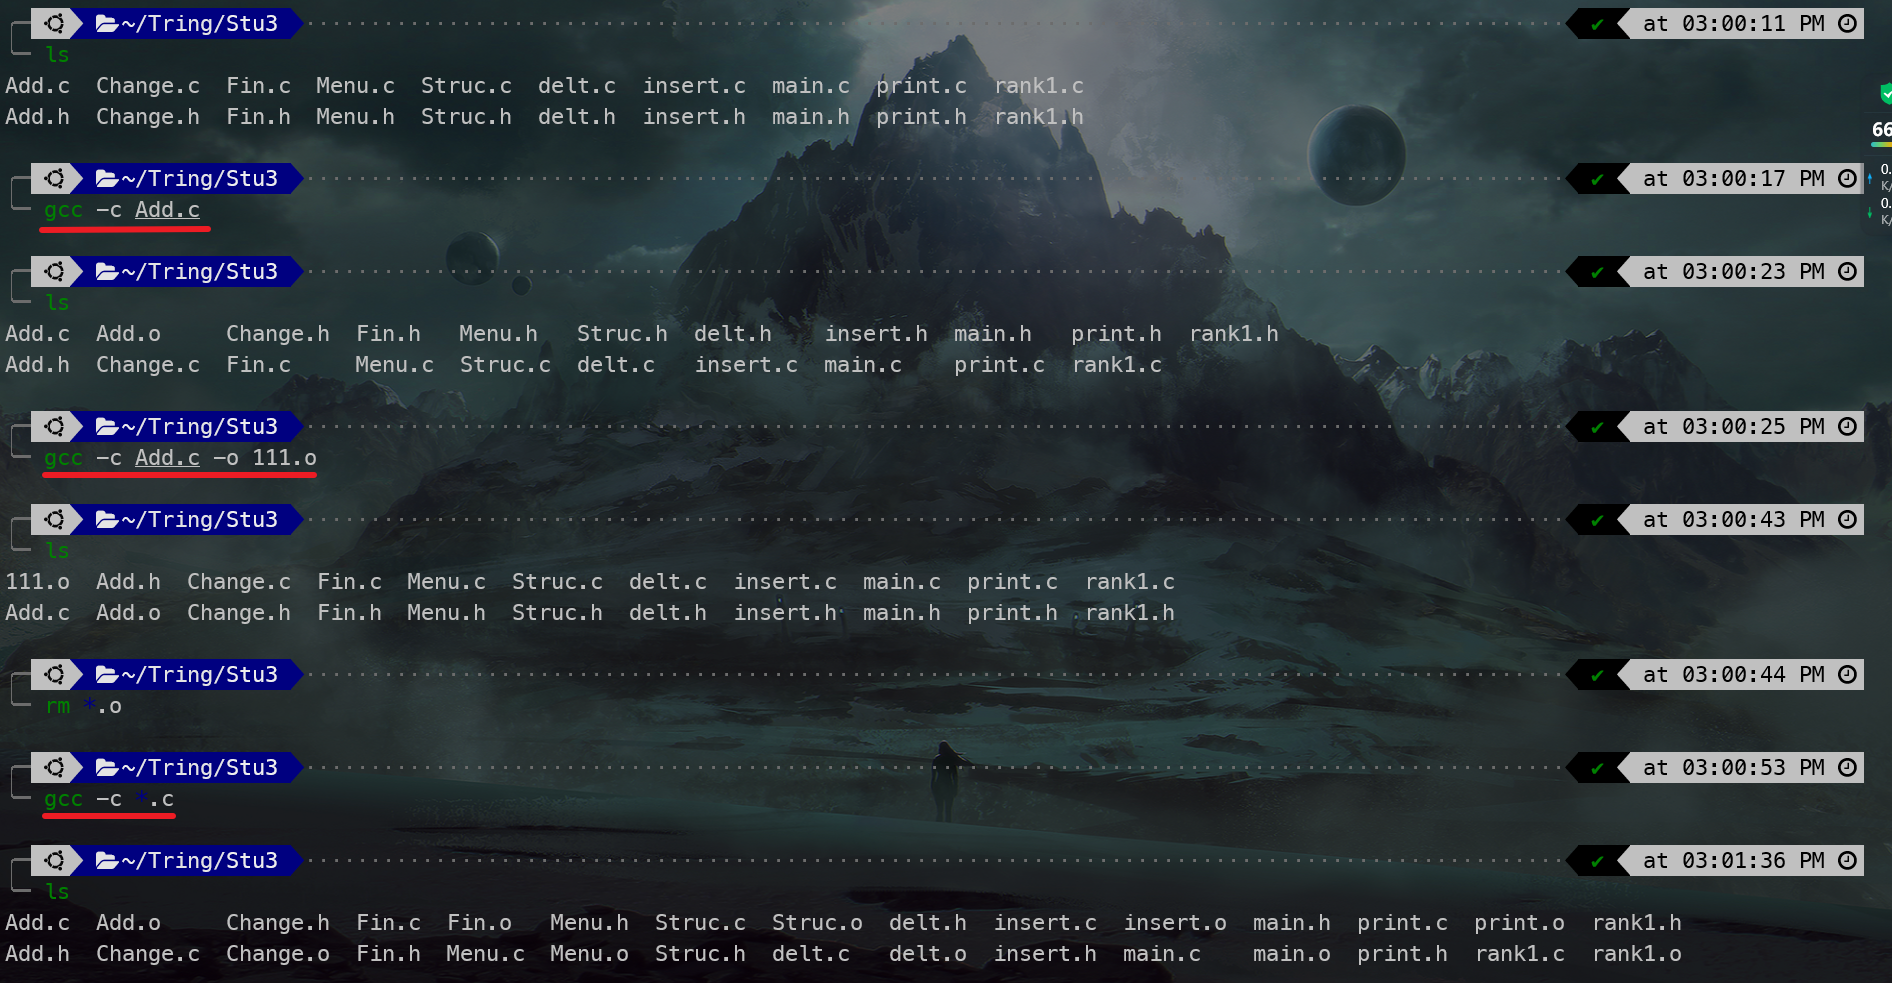 ~/Tring/Stu3 ✔ at 03:00:11 PM
ls
Add.c Change.c Fin.c Menu.c Struc.c delt.c insert.c main.c print.c rank1.c
Add.h Change.h Fin.h Menu.h Struc.h delt.h insert.h main.h print.h rank1.h
~/Tring/Stu3 ✔ at 03:00:17 PM
gcc -c Add.c
~/Tring/Stu3 ✔ at 03:00:23 PM
ls
Add.c Add.o Change.h Fin.h Menu.h Struc.h delt.h insert.h main.h print.h rank1.h
Add.h Change.c Fin.c Menu.c Struc.c delt.c insert.c main.c print.c rank1.c
~/Tring/Stu3 ✔ at 03:00:25 PM
gcc -c Add.c -o 111.o
~/Tring/Stu3 ✔ at 03:00:43 PM
ls
111.o Add.h Change.c Fin.c Menu.c Struc.c delt.c insert.c main.c print.c rank1.c
Add.c Add.o Change.h Fin.h Menu.h Struc.h delt.h insert.h main.h print.h rank1.h
~/Tring/Stu3 ✔ at 03:00:44 PM
rm *.o
~/Tring/Stu3 ✔ at 03:00:53 PM
gcc -c *.c
~/Tring/Stu3 ✔ at 03:01:36 PM
ls
Add.c Add.o Change.h Fin.c Fin.o Menu.h Struc.c Struc.o delt.h insert.c insert.o main.h print.c print.o rank1.h
Add.h Change.c Change.o Fin.h Menu.c Menu.o Struc.h delt.c delt.o insert.h main.c main.o print.h rank1.c rank1.o
66
0.
K/
0.
K/